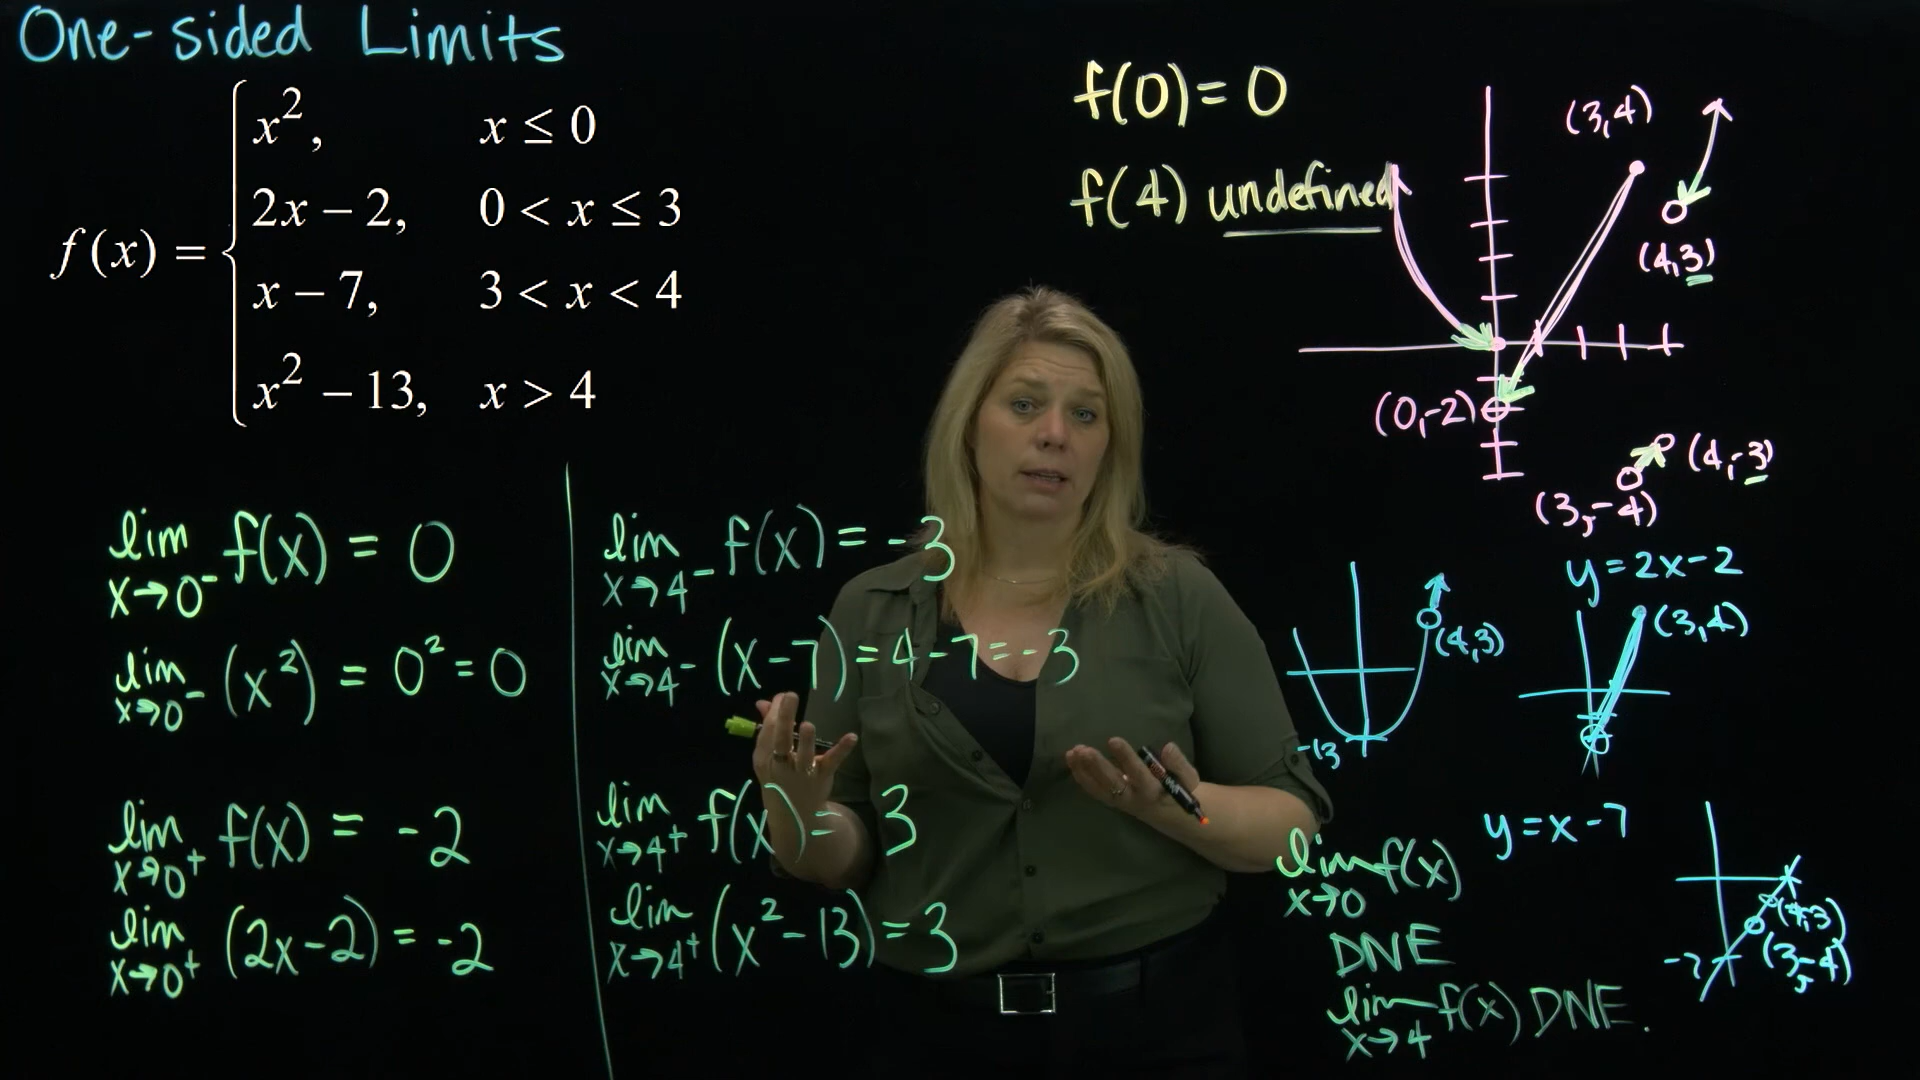 One-sided Limits
f(x) = { x², x ≤ 0
2x − 2, 0 < x ≤ 3
x − 7, 3 < x < 4
x² − 13, x > 4
f(0) = 0
f(4) undefined
(3,4)
(4,3)
(0,-2)
(4,-3)
(3,-4)
lim x→0⁻ f(x) = 0
lim x→0⁻ (x²) = 0² = 0
lim x→0⁺ f(x) = -2
lim x→0⁺ (2x-2) = -2
lim x→4⁻ f(x) = -3
lim x→4⁻ (x-7) = 4-7 = -3
lim x→4⁺ f(x) = 3
lim x→4⁺ (x²-13) = 3
(4,3)
-13
y = 2x-2
(3,4)
y = x-7
(4,-3)
(3,-4)
-7
lim x→0 f(x)
DNE
lim x→4 f(x) DNE.